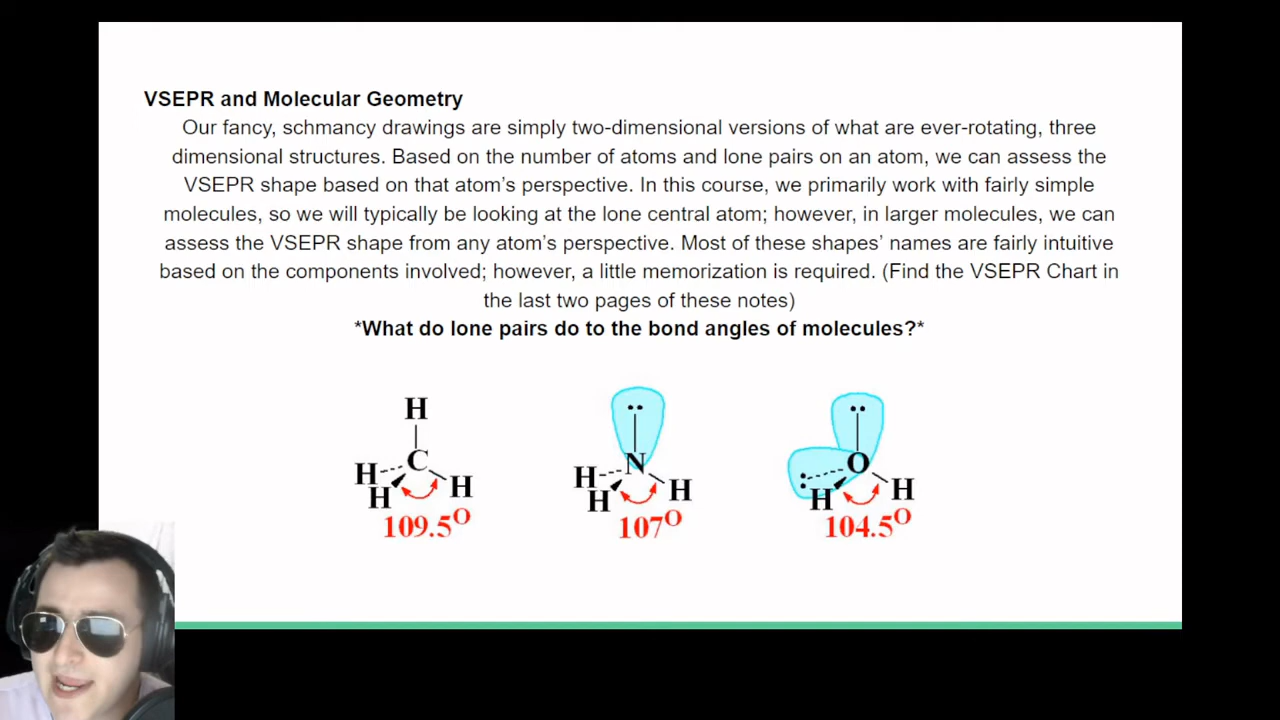 VSEPR and Molecular Geometry
Our fancy, schmancy drawings are simply two-dimensional versions of what are ever-rotating, three
dimensional structures. Based on the number of atoms and lone pairs on an atom, we can assess the
VSEPR shape based on that atom's perspective. In this course, we primarily work with fairly simple
molecules, so we will typically be looking at the lone central atom; however, in larger molecules, we can
assess the VSEPR shape from any atom's perspective. Most of these shapes' names are fairly intuitive
based on the components involved; however, a little memorization is required. (Find the VSEPR Chart in
the last two pages of these notes)
*What do lone pairs do to the bond angles of molecules?*
H
C
H
H
H
109.5°
N
H
H
H
107°
O
H
H
104.5°